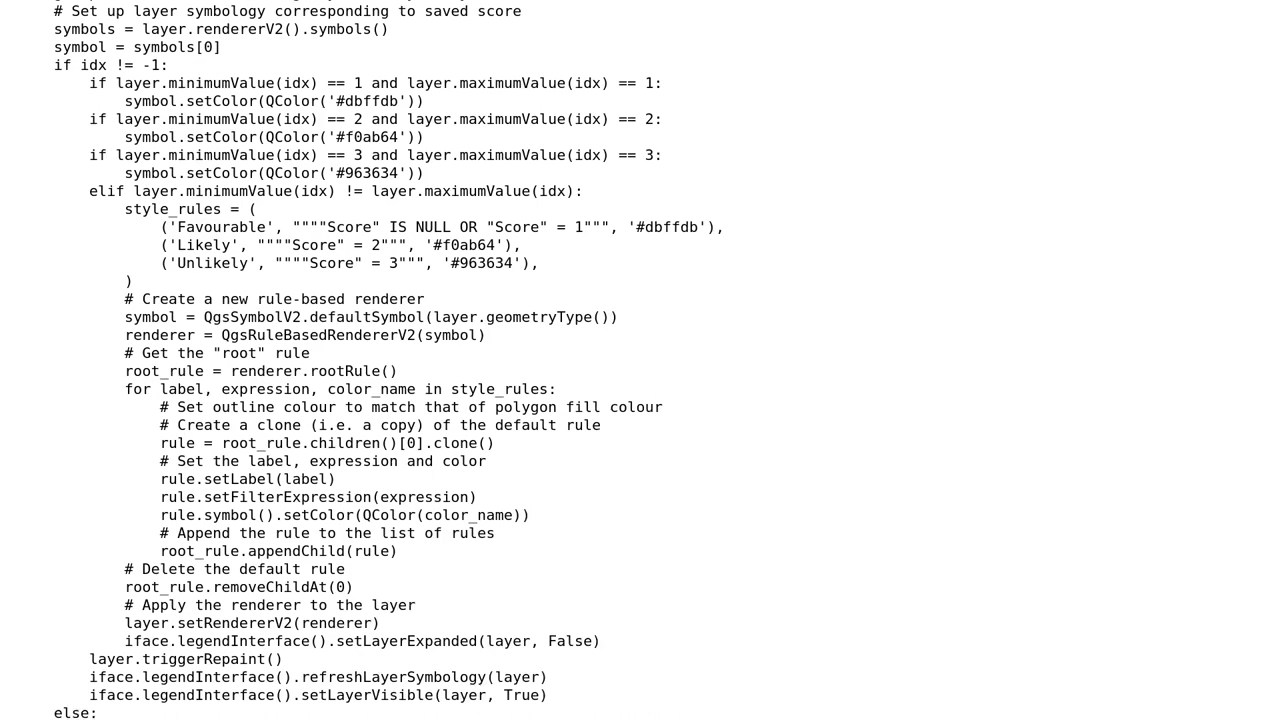 # Set up layer symbology corresponding to saved score
symbols = layer.rendererV2().symbols()
symbol = symbols[0]
if idx != -1:
    if layer.minimumValue(idx) == 1 and layer.maximumValue(idx) == 1:
        symbol.setColor(QColor('#dbffdb'))
    if layer.minimumValue(idx) == 2 and layer.maximumValue(idx) == 2:
        symbol.setColor(QColor('#f0ab64'))
    if layer.minimumValue(idx) == 3 and layer.maximumValue(idx) == 3:
        symbol.setColor(QColor('#963634'))
    elif layer.minimumValue(idx) != layer.maximumValue(idx):
        style_rules = (
            ('Favourable', """"Score" IS NULL OR "Score" = 1""", '#dbffdb'),
            ('Likely', """"Score" = 2""", '#f0ab64'),
            ('Unlikely', """"Score" = 3""", '#963634'),
        )
        # Create a new rule-based renderer
        symbol = QgsSymbolV2.defaultSymbol(layer.geometryType())
        renderer = QgsRuleBasedRendererV2(symbol)
        # Get the "root" rule
        root_rule = renderer.rootRule()
        for label, expression, color_name in style_rules:
            # Set outline colour to match that of polygon fill colour
            # Create a clone (i.e. a copy) of the default rule
            rule = root_rule.children()[0].clone()
            # Set the label, expression and color
            rule.setLabel(label)
            rule.setFilterExpression(expression)
            rule.symbol().setColor(QColor(color_name))
            # Append the rule to the list of rules
            root_rule.appendChild(rule)
        # Delete the default rule
        root_rule.removeChildAt(0)
        # Apply the renderer to the layer
        layer.setRendererV2(renderer)
        iface.legendInterface().setLayerExpanded(layer, False)
    layer.triggerRepaint()
    iface.legendInterface().refreshLayerSymbology(layer)
    iface.legendInterface().setLayerVisible(layer, True)
else: